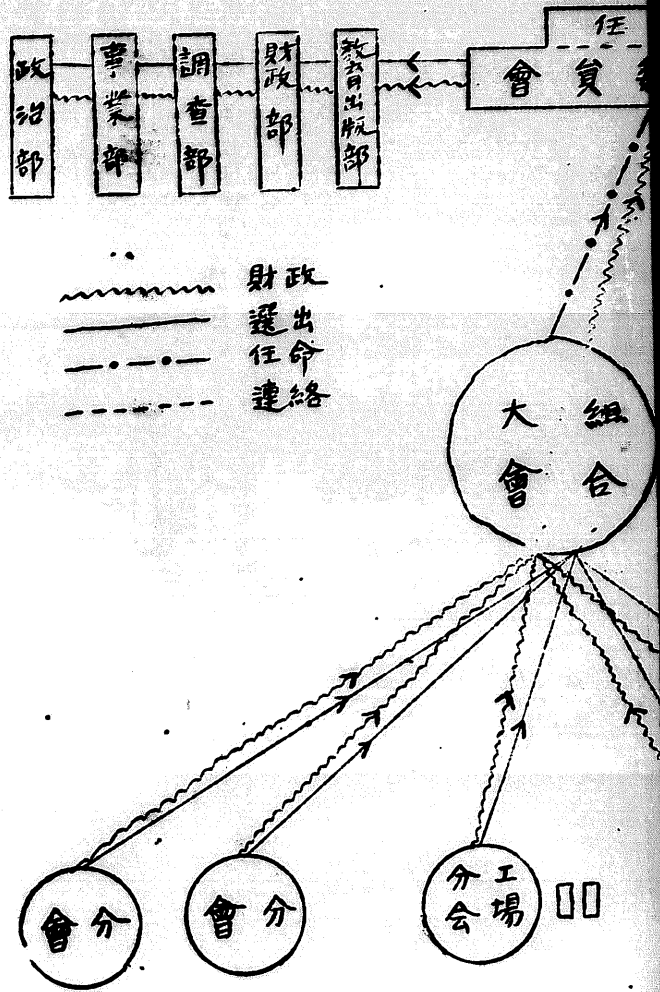 任
員會
教育出版部
財政部
調查部
事業部
政治部
財政
選出
任命
連絡
組合
大會
工場
分会
分會
分會